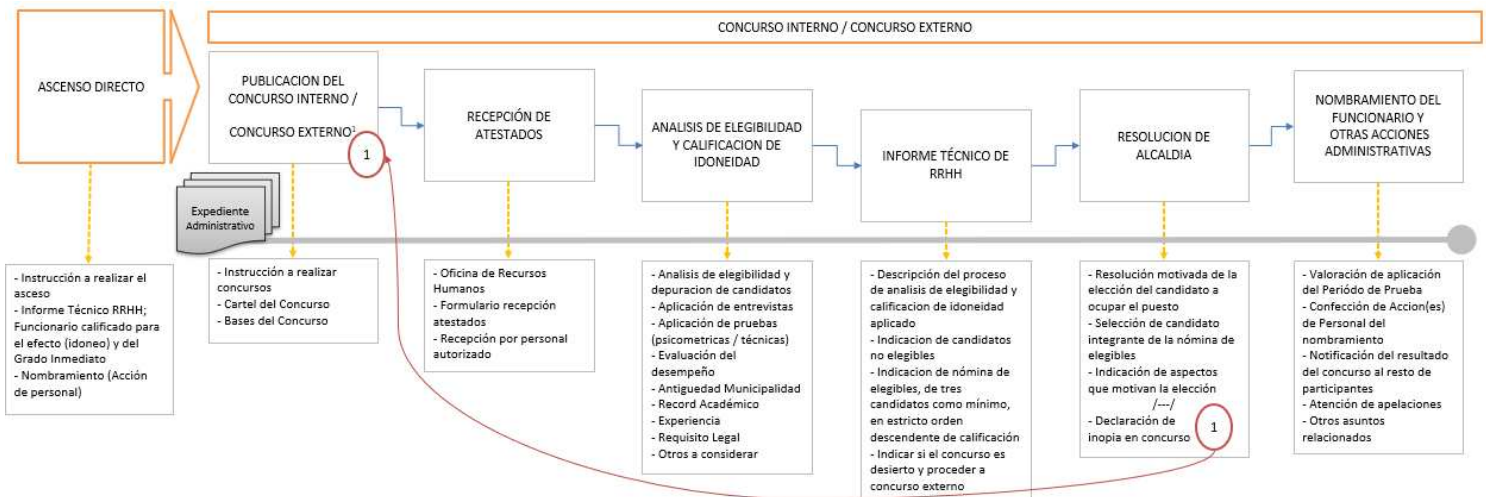 CONCURSO INTERNO / CONCURSO EXTERNO
ASCENSO DIRECTO
PUBLICACION DEL
CONCURSO INTERNO /
CONCURSO EXTERNO¹
1
RECEPCIÓN DE
ATESTADOS
ANALISIS DE ELEGIBILIDAD
Y CALIFICACION DE
IDONEIDAD
INFORME TÉCNICO DE
RRHH
RESOLUCION DE
ALCALDIA
NOMBRAMIENTO DEL
FUNCIONARIO Y
OTRAS ACCIONES
ADMINISTRATIVAS
Expediente
Administrativo
- Instrucción a realizar el
asceso
- Informe Técnico RRHH;
Funcionario calificado para
el efecto (idoneo) y del
Grado Inmediato
- Nombramiento (Acción
de personal)
- Instrucción a realizar
concursos
- Cartel del Concurso
- Bases del Concurso
- Oficina de Recursos
Humanos
- Formulario recepción
atestados
- Recepción por personal
autorizado
- Analisis de elegibilidad y
depuracion de candidatos
- Aplicación de entrevistas
- Aplicación de pruebas
(psicometricas / técnicas)
- Evaluación del
desempeño
- Antiguedad Municipalidad
- Record Académico
- Experiencia
- Requisito Legal
- Otros a considerar
- Descripción del proceso
de analisis de elegibilidad y
calificacion de idoneidad
aplicado
- Indicacion de candidatos
no elegibles
- Indicacion de nómina de
elegibles, de tres
candidatos como mínimo,
en estricto orden
descendente de calificación
- Indicar si el concurso es
desierto y proceder a
concurso externo
- Resolución motivada de la
elección del candidato a
ocupar el puesto
- Selección de candidato
integrante de la nómina de
elegibles
- Indicación de aspectos
que motivan la elección
/---/
- Declaración de
inopia en concurso
1
- Valoración de aplicación
del Periódo de Prueba
- Confección de Accion(es)
de Personal del
nombramiento
- Notificación del resultado
del concurso al resto de
participantes
- Atención de apelaciones
- Otros asuntos
relacionados